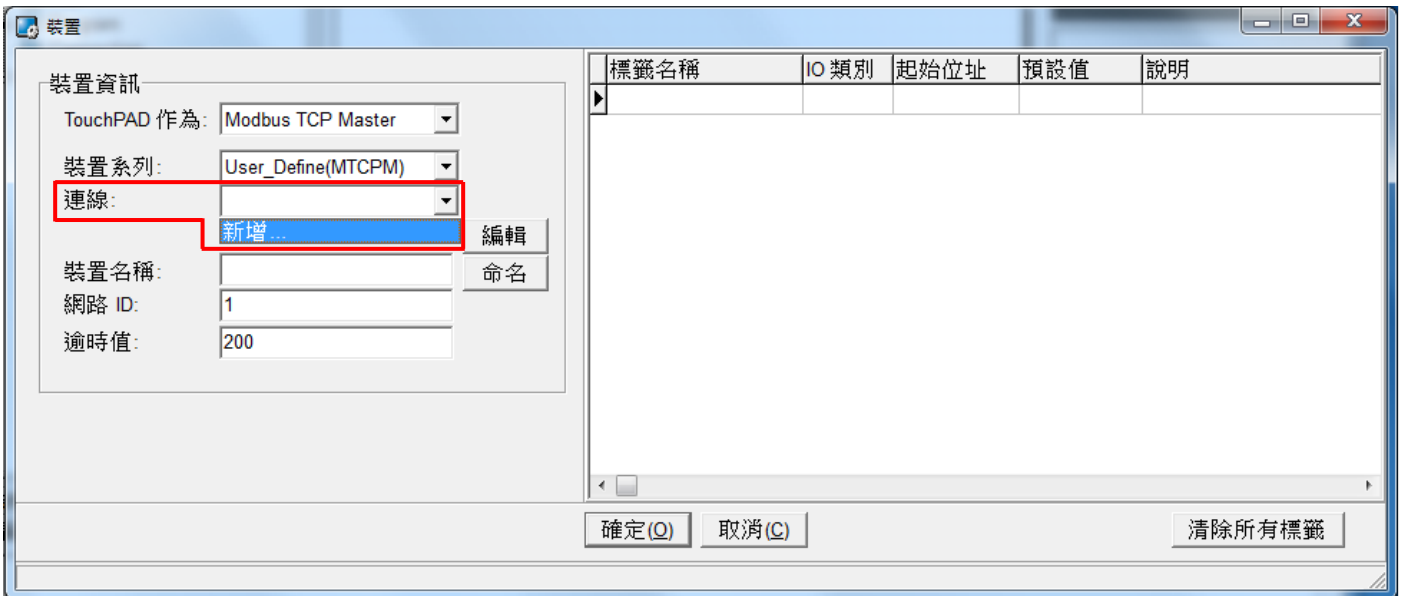 裝置
裝置資訊
TouchPAD 作為: Modbus TCP Master
裝置系列: User_Define(MTCPM)
連線:
新增...
編輯
裝置名稱:
命名
網路 ID: 1
逾時值: 200
標籤名稱 IO 類別 起始位址 預設值 說明
確定(O) 取消(C) 清除所有標籤